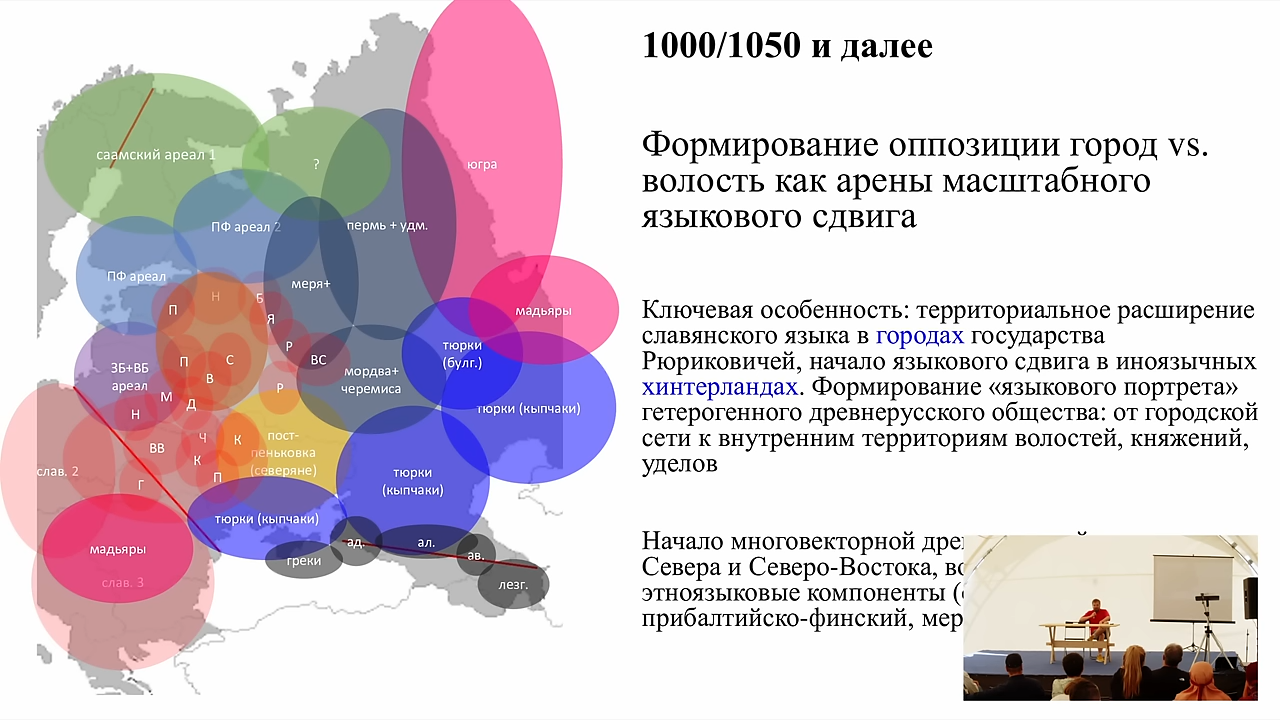 1000/1050 и далее
Формирование оппозиции город vs.
волость как арены масштабного
языкового сдвига
Ключевая особенность: территориальное расширение
славянского языка в городах государства
Рюриковичей, начало языкового сдвига в иноязычных
хинтерландах. Формирование «языкового портрета»
гетерогенного древнерусского общества: от городской
сети к внутренним территориям волостей, княжений,
уделов
Начало многовекторной
Севера и Северо-Востока,
этноязыковые компоненты
прибалтийско-финский,
саамский ареал 1
?
югра
ПФ ареал 2
пермь + удм.
ПФ ареал
меря+
Н
Б
П
Я
мадьяры
Р
ВС
тюрки
(булг.)
ЗБ+ВБ
ареал
П
С
В
мордва+
черемиса
Р
М
Д
Н
тюрки (кыпчаки)
Ч
К
ВВ
К
пост-
пеньковка
(северяне)
слав. 2
Г
П
тюрки
(кыпчаки)
тюрки (кыпчаки)
мадьяры
ад.
ал.
ав.
греки
слав. 3
лезг.